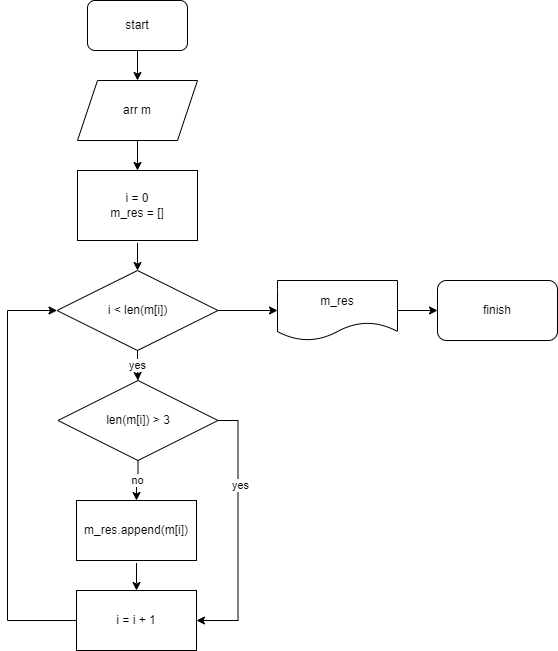 start
arr m
i = 0
m_res = []
i < len(m[i])
m_res
finish
yes
len(m[i]) > 3
no
yes
m_res.append(m[i])
i = i + 1